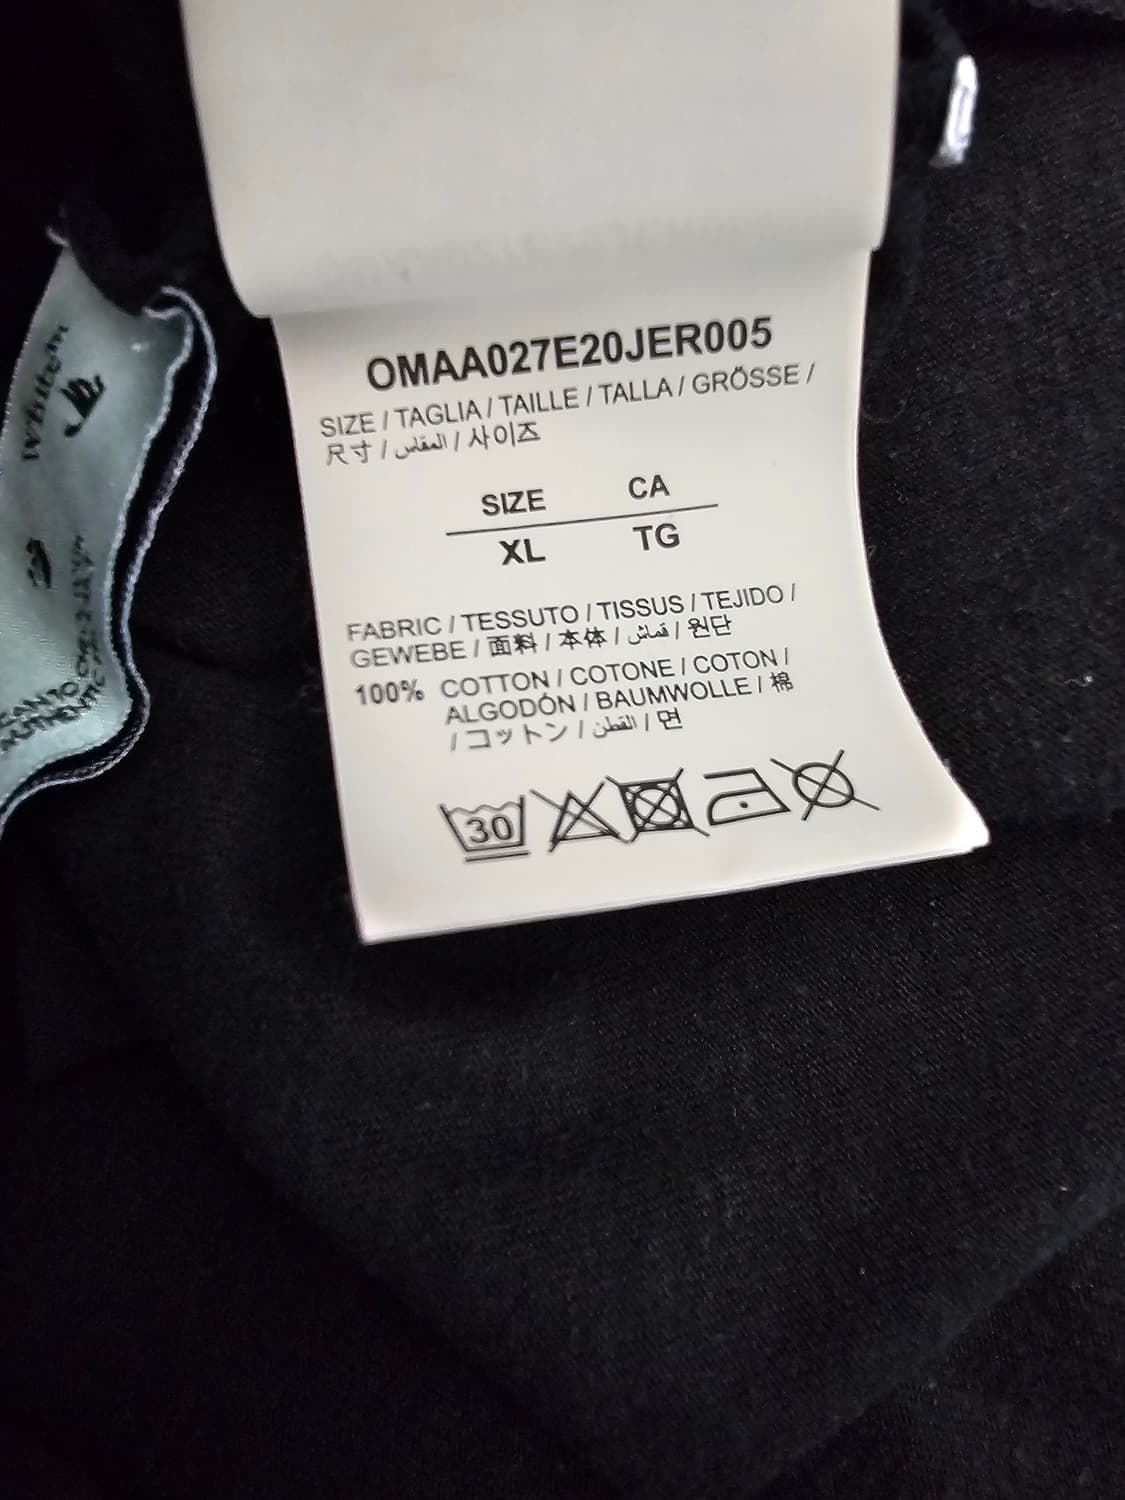 OMAA027E20JER005
SIZE / TAGLIA / TAILLE / TALLA / GRÖSSE /
尺寸 / المقاس / 사이즈
SIZE CA
XL TG
FABRIC / TESSUTO / TISSUS / TEJIDO /
GEWEBE / 面料 / 本体 / قماش / 원단
100% COTTON / COTONE / COTON /
ALGODÓN / BAUMWOLLE / 棉
/ コットン / القطن / 면
30